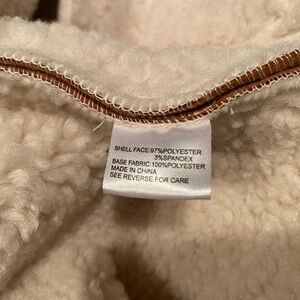 SHELL FACE:97%POLYESTER
3%SPANDEX
BASE FABRIC:100%POLYESTER
MADE IN CHINA
SEE REVERSE FOR CARE